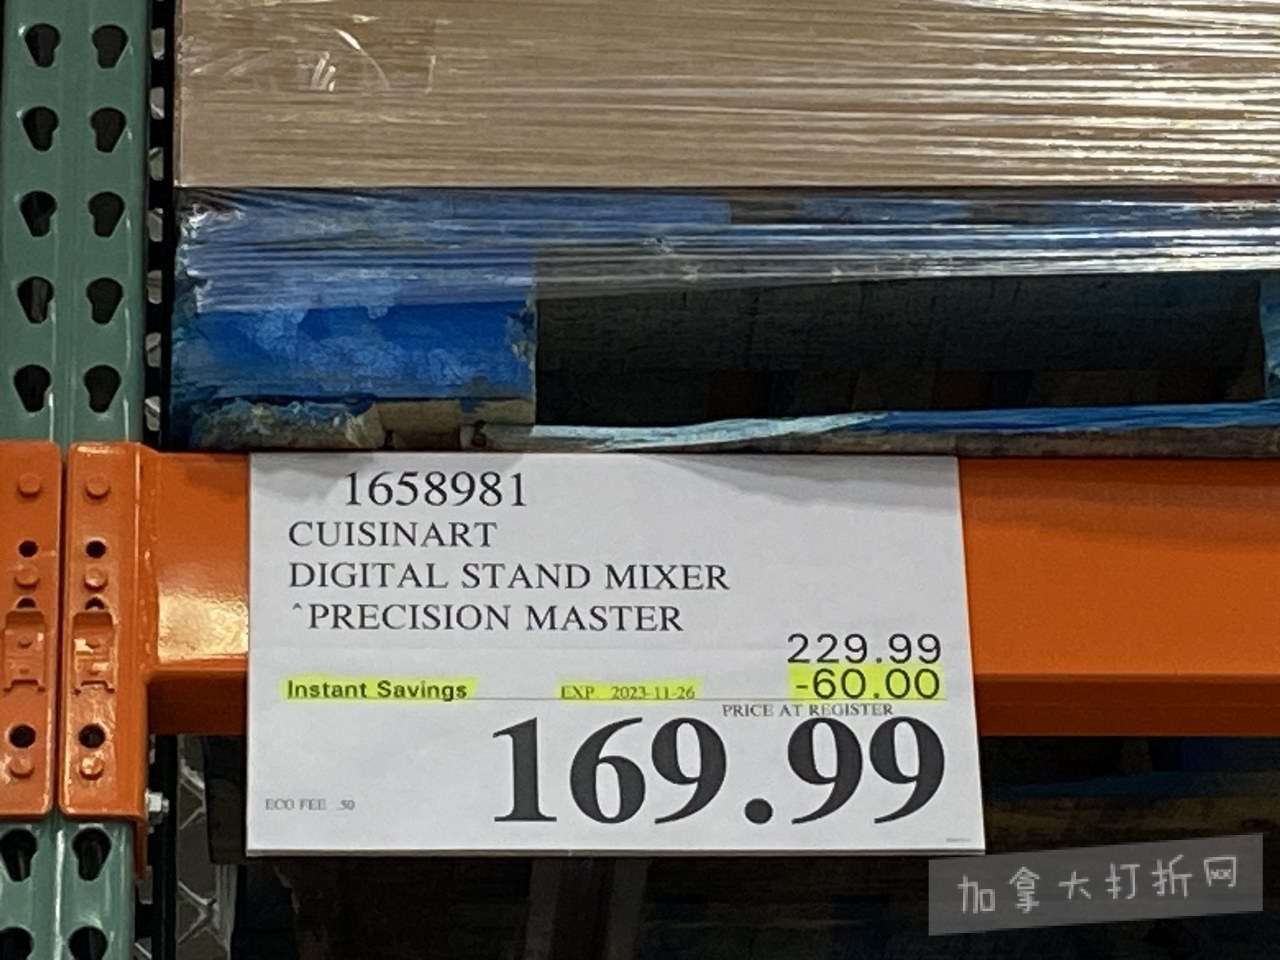 1658981
CUISINART
DIGITAL STAND MIXER
^PRECISION MASTER
229.99
Instant Savings EXP 2023-11-26 -60.00
PRICE AT REGISTER
169.99
ECO FEE .50
加拿大打折网